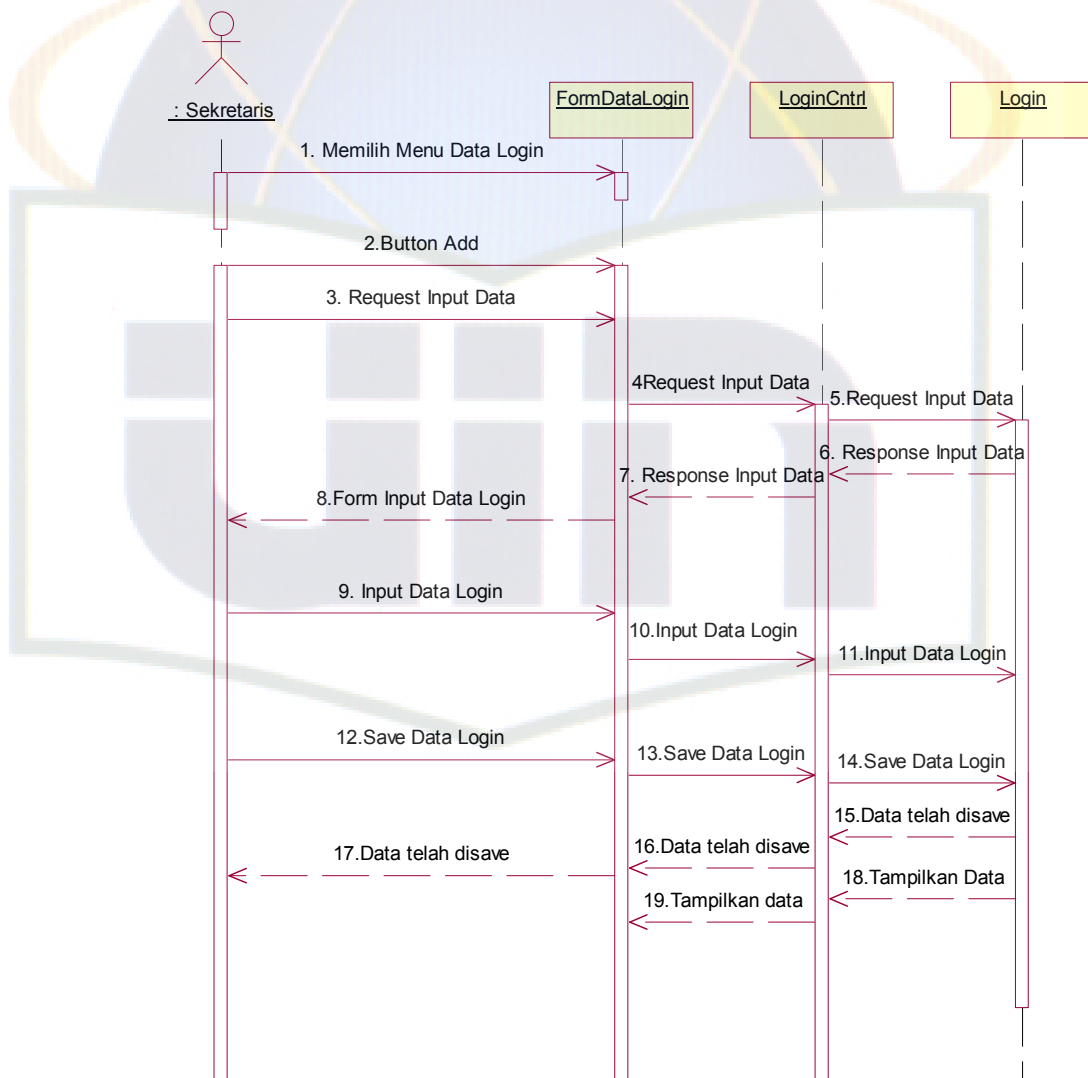 : Sekretaris
FormDataLogin
LoginCntrl
Login
1. Memilih Menu Data Login
2.Button Add
3. Request Input Data
4Request Input Data
5.Request Input Data
6. Response Input Data
7. Response Input Data
8.Form Input Data Login
9. Input Data Login
10.Input Data Login
11.Input Data Login
12.Save Data Login
13.Save Data Login
14.Save Data Login
15.Data telah disave
16.Data telah disave
17.Data telah disave
18.Tampilkan Data
19.Tampilkan data
uin